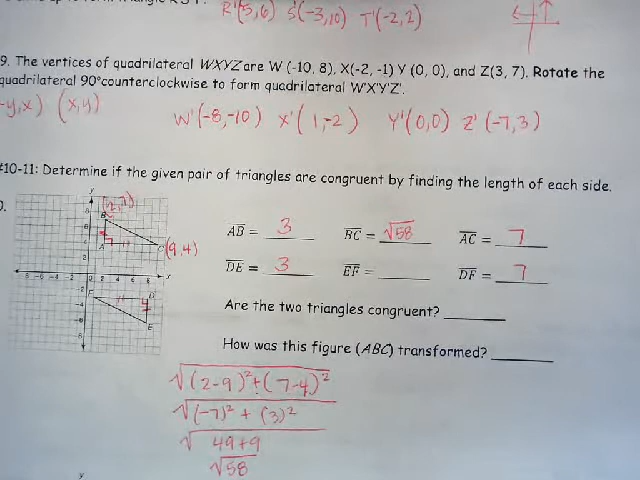 R'(5,6) S'(-3,10) T'(-2,2)
9. The vertices of quadrilateral WXYZ are W (-10, 8), X(-2, -1) Y (0, 0), and Z(3, 7). Rotate the
quadrilateral 90°counterclockwise to form quadrilateral W'X'Y'Z'.
-y,x) (x,y)
W'(-8,-10) X'(1,-2) Y'(0,0) Z'(-7,3)
#10-11: Determine if the given pair of triangles are congruent by finding the length of each side.
(2,7)
(9,4)
AB = 3 BC = √58 AC = 7
DE = 3 EF = ______ DF = 7
Are the two triangles congruent? ________
How was this figure (ABC) transformed? ________
√(2-9)²+(7-4)²
√(-7)² + (3)²
√49+9
√58